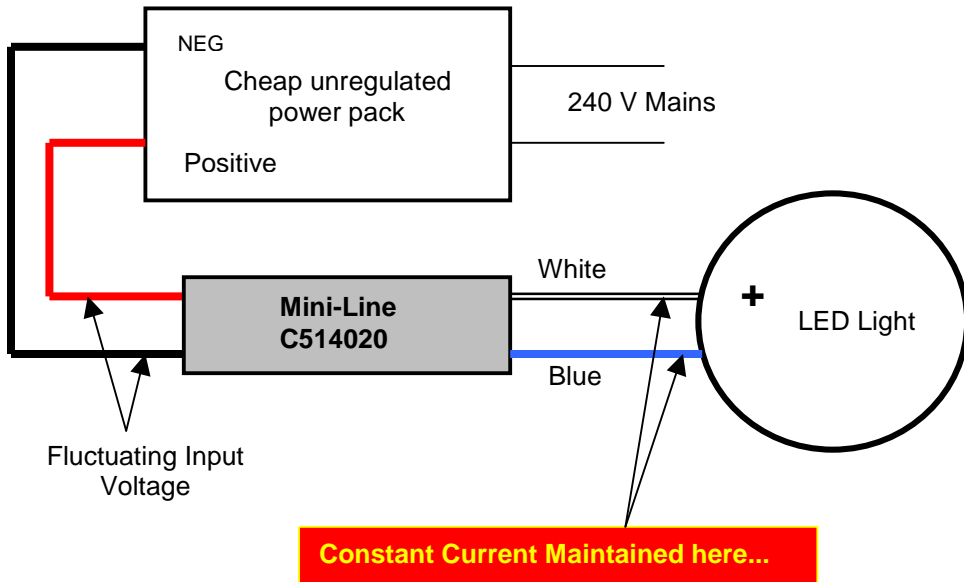 NEG
Cheap unregulated
power pack
Positive
240 V Mains
White
Mini-Line
C514020
+
LED Light
Blue
Fluctuating Input
Voltage
Constant Current Maintained here...